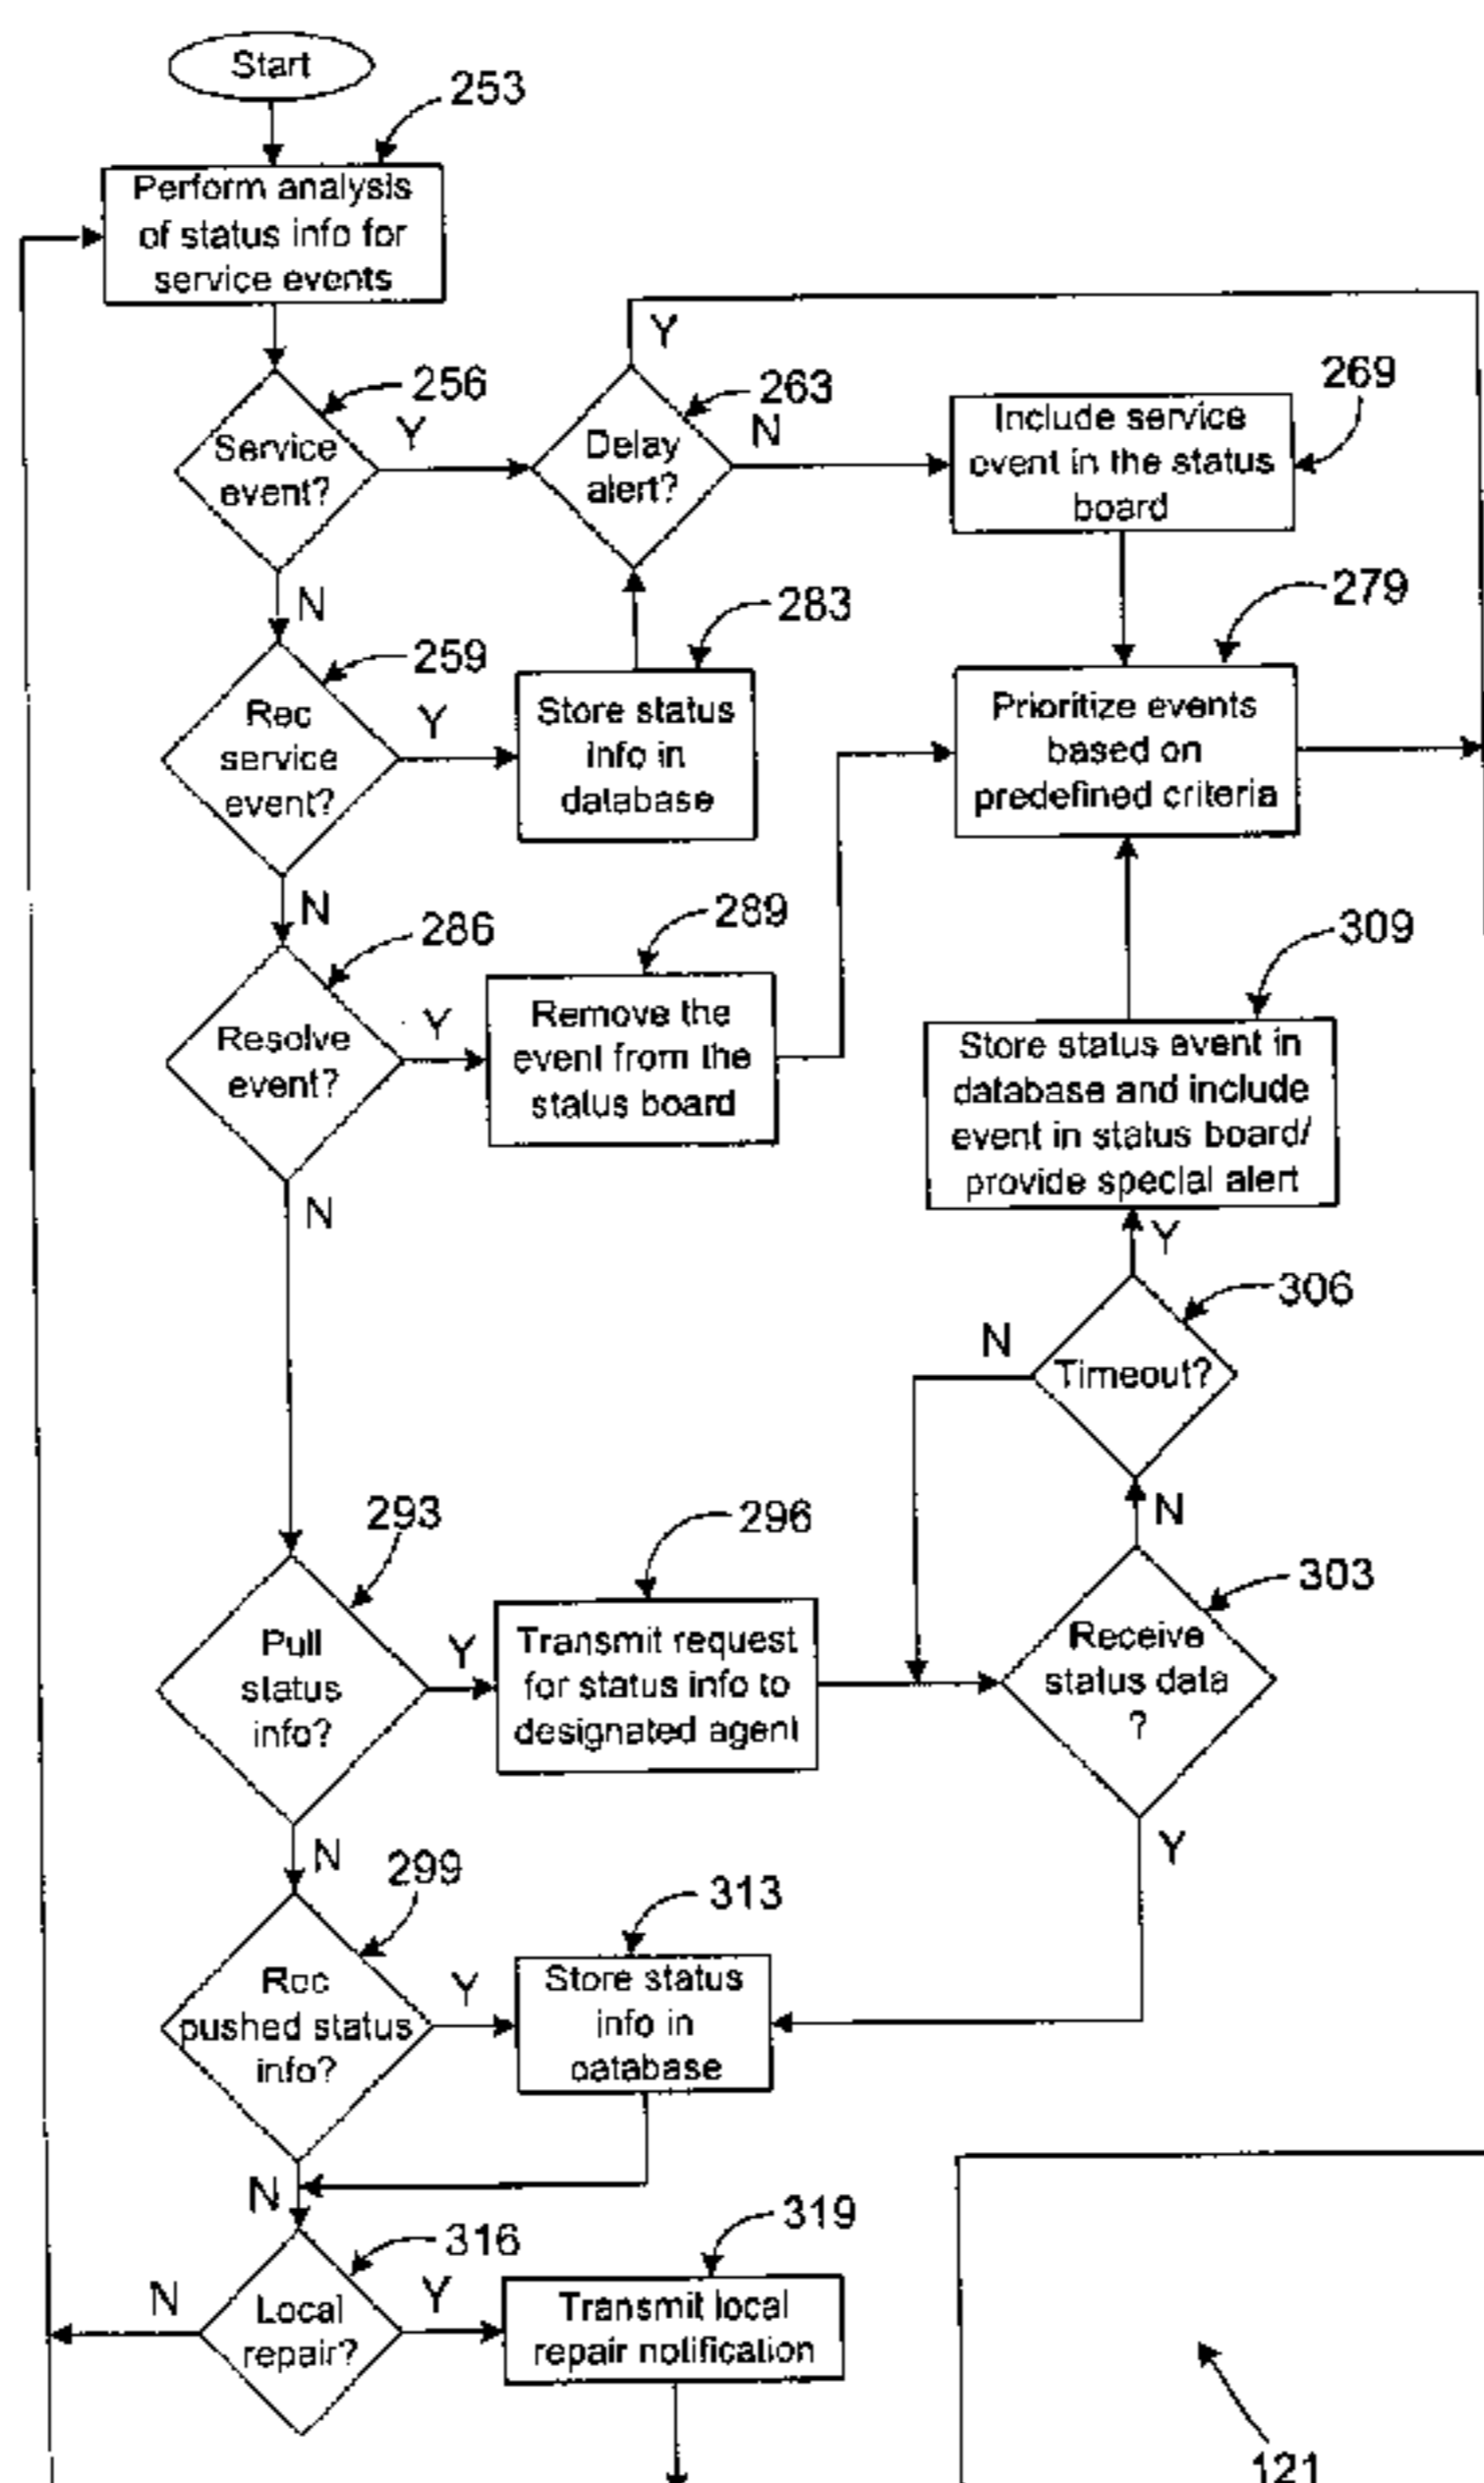 Start
253
Perform analysis
of status info for
service events
256
Service
event?
Y
N
263
Delay
alert?
Y
N
269
Include service
event in the status
board
279
Prioritize events
based on
predefined criteria
259
Rec
service
event?
Y
N
283
Store status
info in
database
286
Resolve
event?
Y
N
289
Remove the
event from the
status board
309
Store status event in
database and include
event in status board/
provide special alert
Y
306
Timeout?
N
N
303
Receive
status data
?
Y
293
Pull
status
info?
Y
N
296
Transmit request
for status info to
designated agent
299
Rec
pushed status
info?
Y
N
313
Store status
info in
database
316
Local
repair?
N
Y
319
Transmit local
repair notification
121